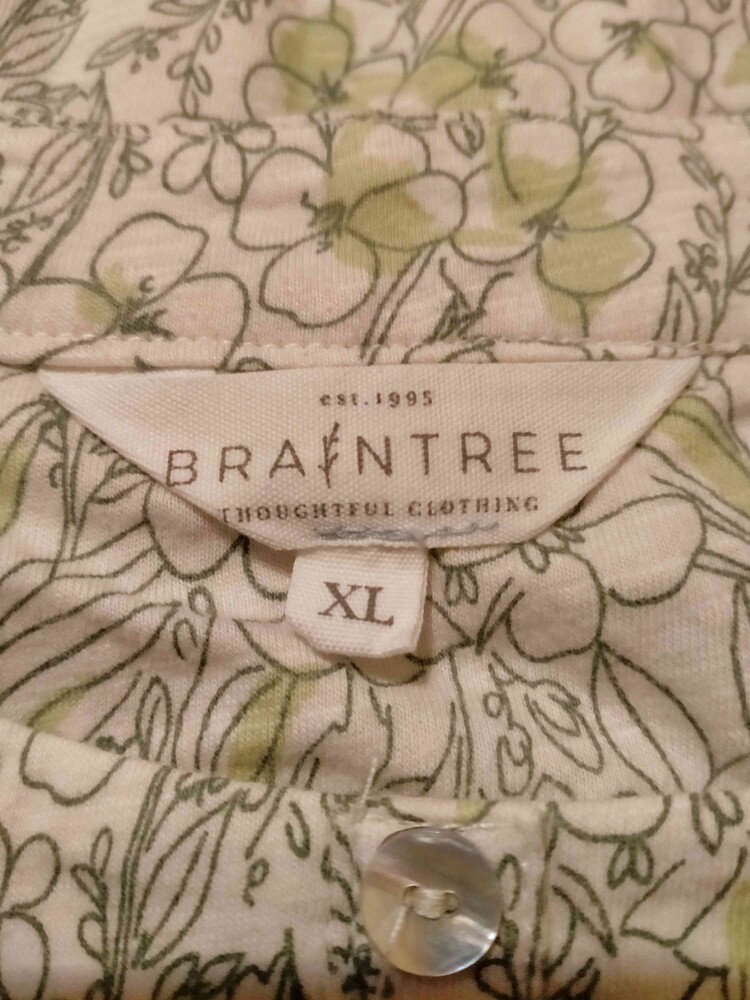 est.1995
BRAINTREE
THOUGHTFUL CLOTHING
XL